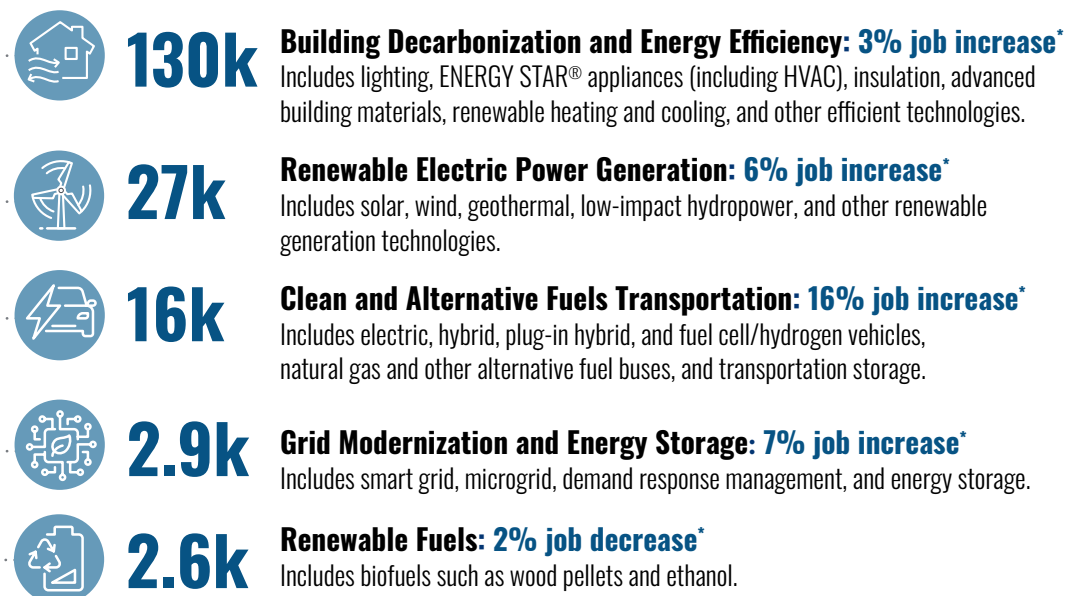 130k
Building Decarbonization and Energy Efficiency: 3% job increase*
Includes lighting, ENERGY STAR® appliances (including HVAC), insulation, advanced
building materials, renewable heating and cooling, and other efficient technologies.
27k
Renewable Electric Power Generation: 6% job increase*
Includes solar, wind, geothermal, low-impact hydropower, and other renewable
generation technologies.
16k
Clean and Alternative Fuels Transportation: 16% job increase*
Includes electric, hybrid, plug-in hybrid, and fuel cell/hydrogen vehicles,
natural gas and other alternative fuel buses, and transportation storage.
2.9k
Grid Modernization and Energy Storage: 7% job increase*
Includes smart grid, microgrid, demand response management, and energy storage.
2.6k
Renewable Fuels: 2% job decrease*
Includes biofuels such as wood pellets and ethanol.